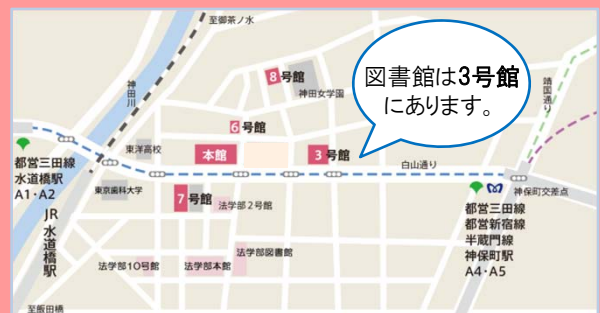 至御茶ノ水
神田川
8号館
神田女学園
図書館は3号館
にあります。
靖国通り
6号館
東洋高校
本館
3号館
白山通り
都営三田線
水道橋駅
A1・A2
東京歯科大学
7号館
法学部2号館
神保町交差点
JR水道橋駅
都営三田線
都営新宿線
半蔵門線
神保町駅
A4・A5
法学部図書館
法学部10号館
法学部本館
至飯田橋